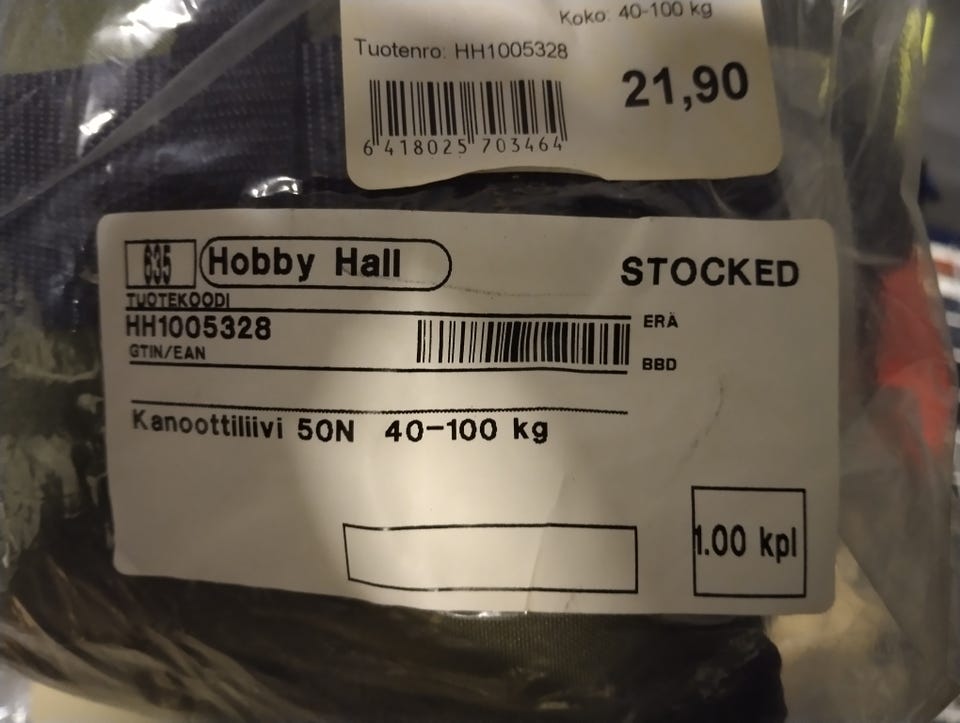 Koko: 40-100 kg
Tuotenro: HH1005328
21,90
6 418025 703464
635 Hobby Hall
STOCKED
TUOTEKOODI
HH1005328
ERÄ
GTIN/EAN
BBD
Kanoottiliivi 50N 40-100 kg
1.00 kpl